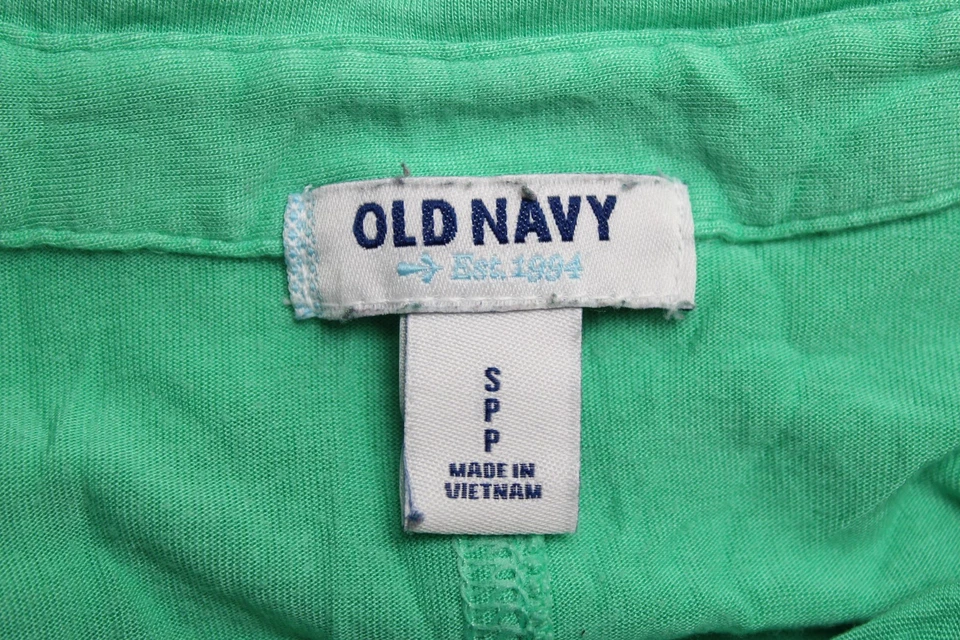 OLD NAVY
Est. 1994
S
P
P
MADE IN
VIETNAM